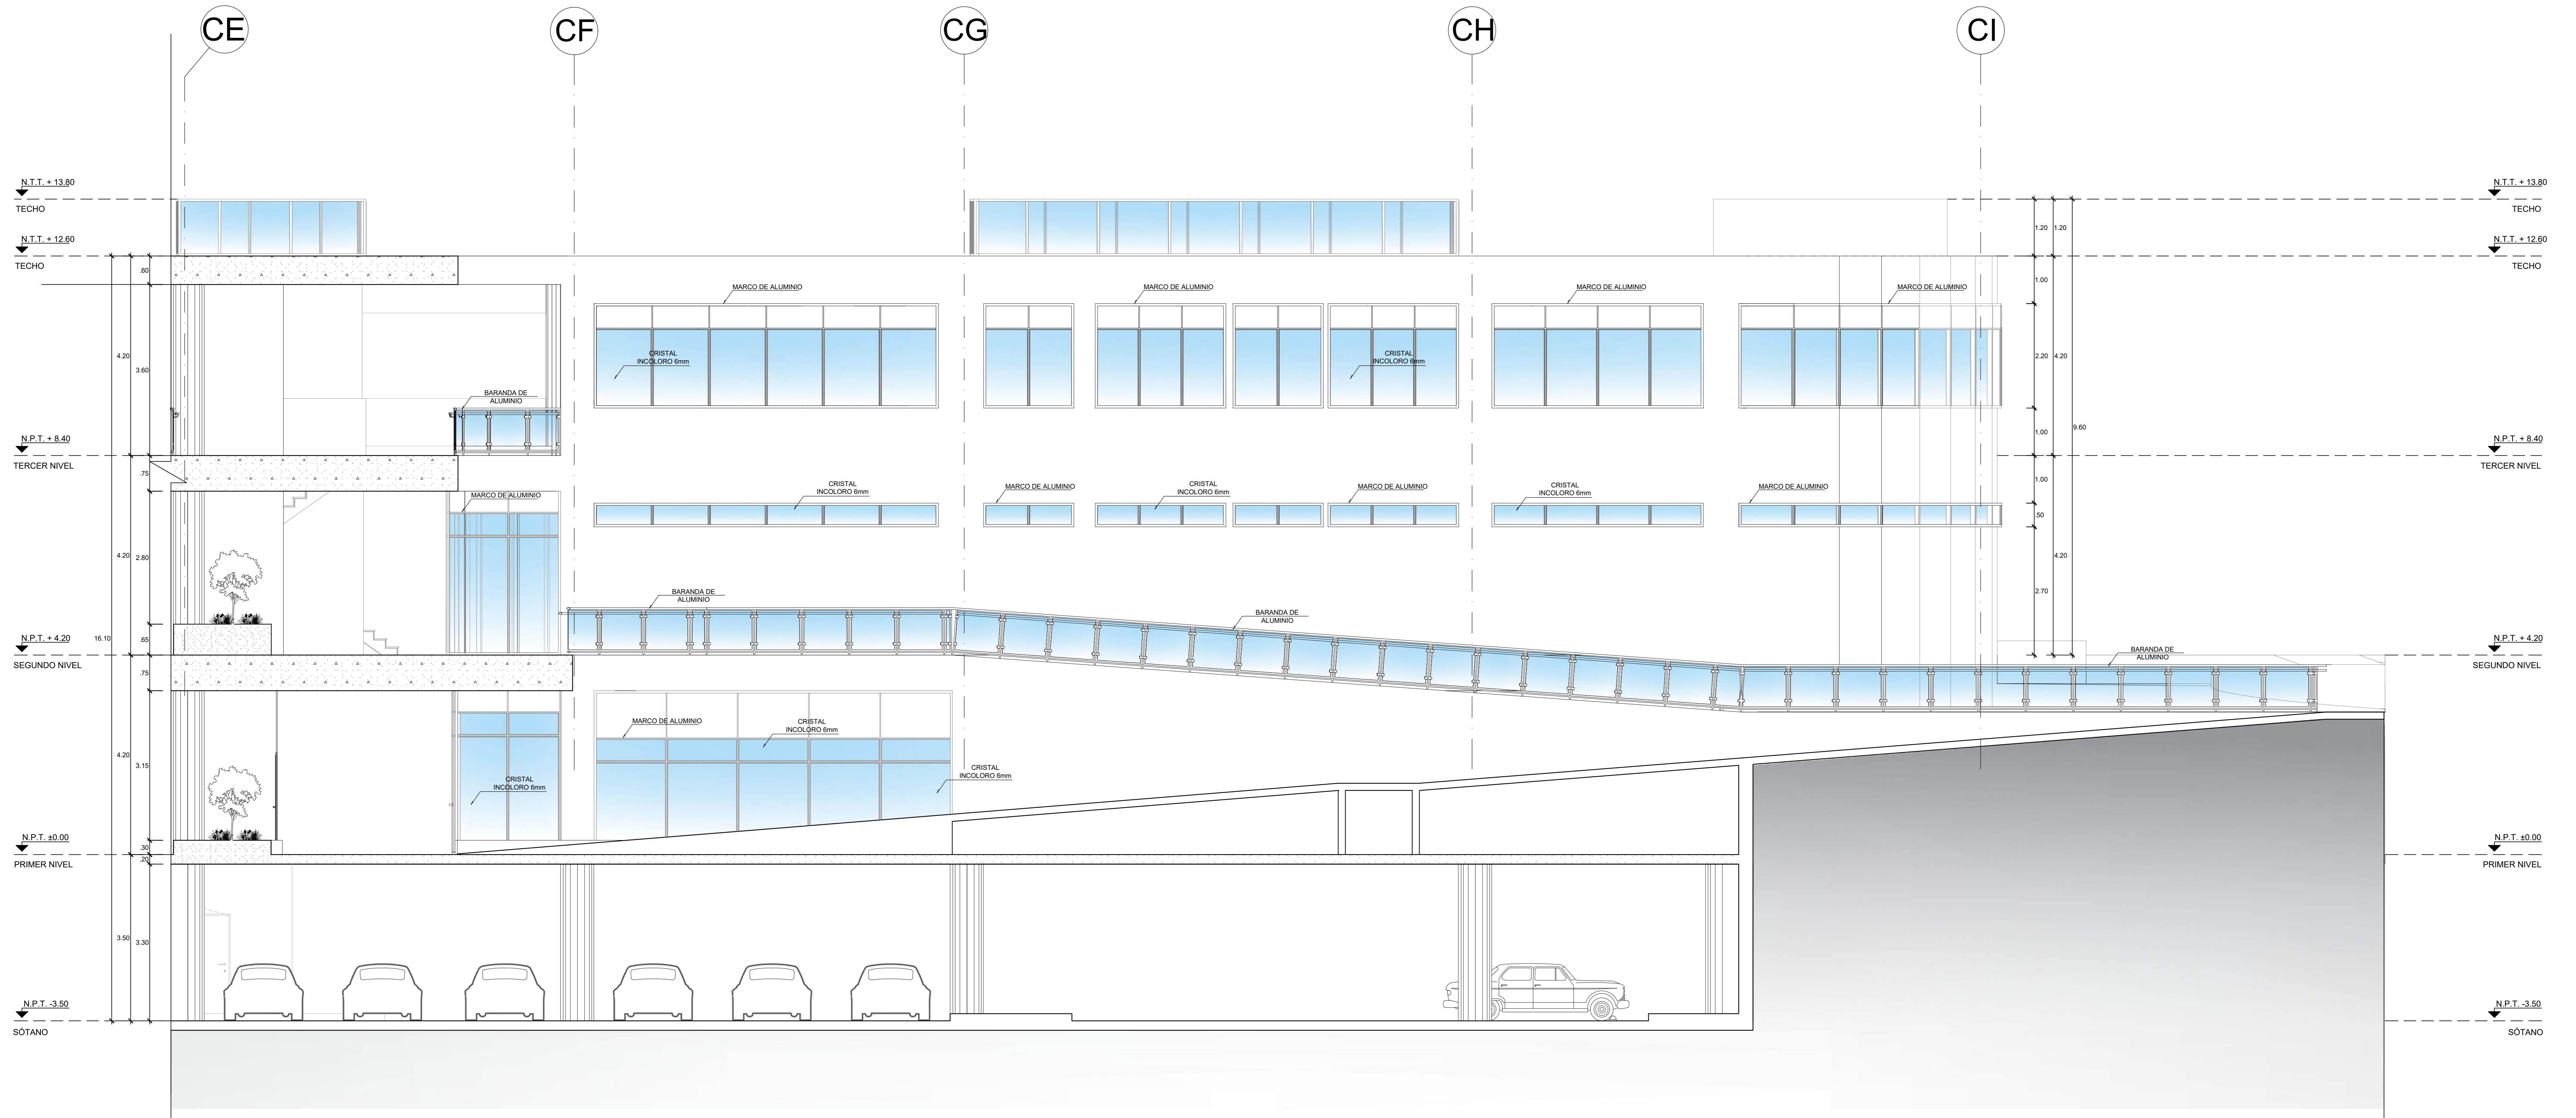 CE
CF
CG
CH
CI
N.T.T. + 13.80
TECHO
N.T.T. + 13.80
TECHO
1.20
1.20
N.T.T. + 12.60
TECHO
N.T.T. + 12.60
TECHO
.60
1.00
MARCO DE ALUMINIO
MARCO DE ALUMINIO
MARCO DE ALUMINIO
MARCO DE ALUMINIO
4.20
3.60
CRISTAL
INCOLORO 6mm
CRISTAL
INCOLORO 6mm
2.20
4.20
BARANDA DE
ALUMINIO
9.60
1.00
N.P.T. + 8.40
TERCER NIVEL
N.P.T. + 8.40
TERCER NIVEL
.75
1.00
MARCO DE ALUMINIO
CRISTAL
INCOLORO 6mm
MARCO DE ALUMINIO
CRISTAL
INCOLORO 6mm
MARCO DE ALUMINIO
CRISTAL
INCOLORO 6mm
MARCO DE ALUMINIO
.50
4.20
2.80
4.20
2.70
BARANDA DE
ALUMINIO
BARANDA DE
ALUMINIO
16.10
.65
N.P.T. + 4.20
SEGUNDO NIVEL
N.P.T. + 4.20
SEGUNDO NIVEL
BARANDA DE
ALUMINIO
.75
MARCO DE ALUMINIO
CRISTAL
INCOLORO 6mm
4.20
3.15
CRISTAL
INCOLORO 6mm
CRISTAL
INCOLORO 6mm
N.P.T. ±0.00
PRIMER NIVEL
N.P.T. ±0.00
PRIMER NIVEL
.30
.20
3.50
3.30
N.P.T. -3.50
SÓTANO
N.P.T. -3.50
SÓTANO